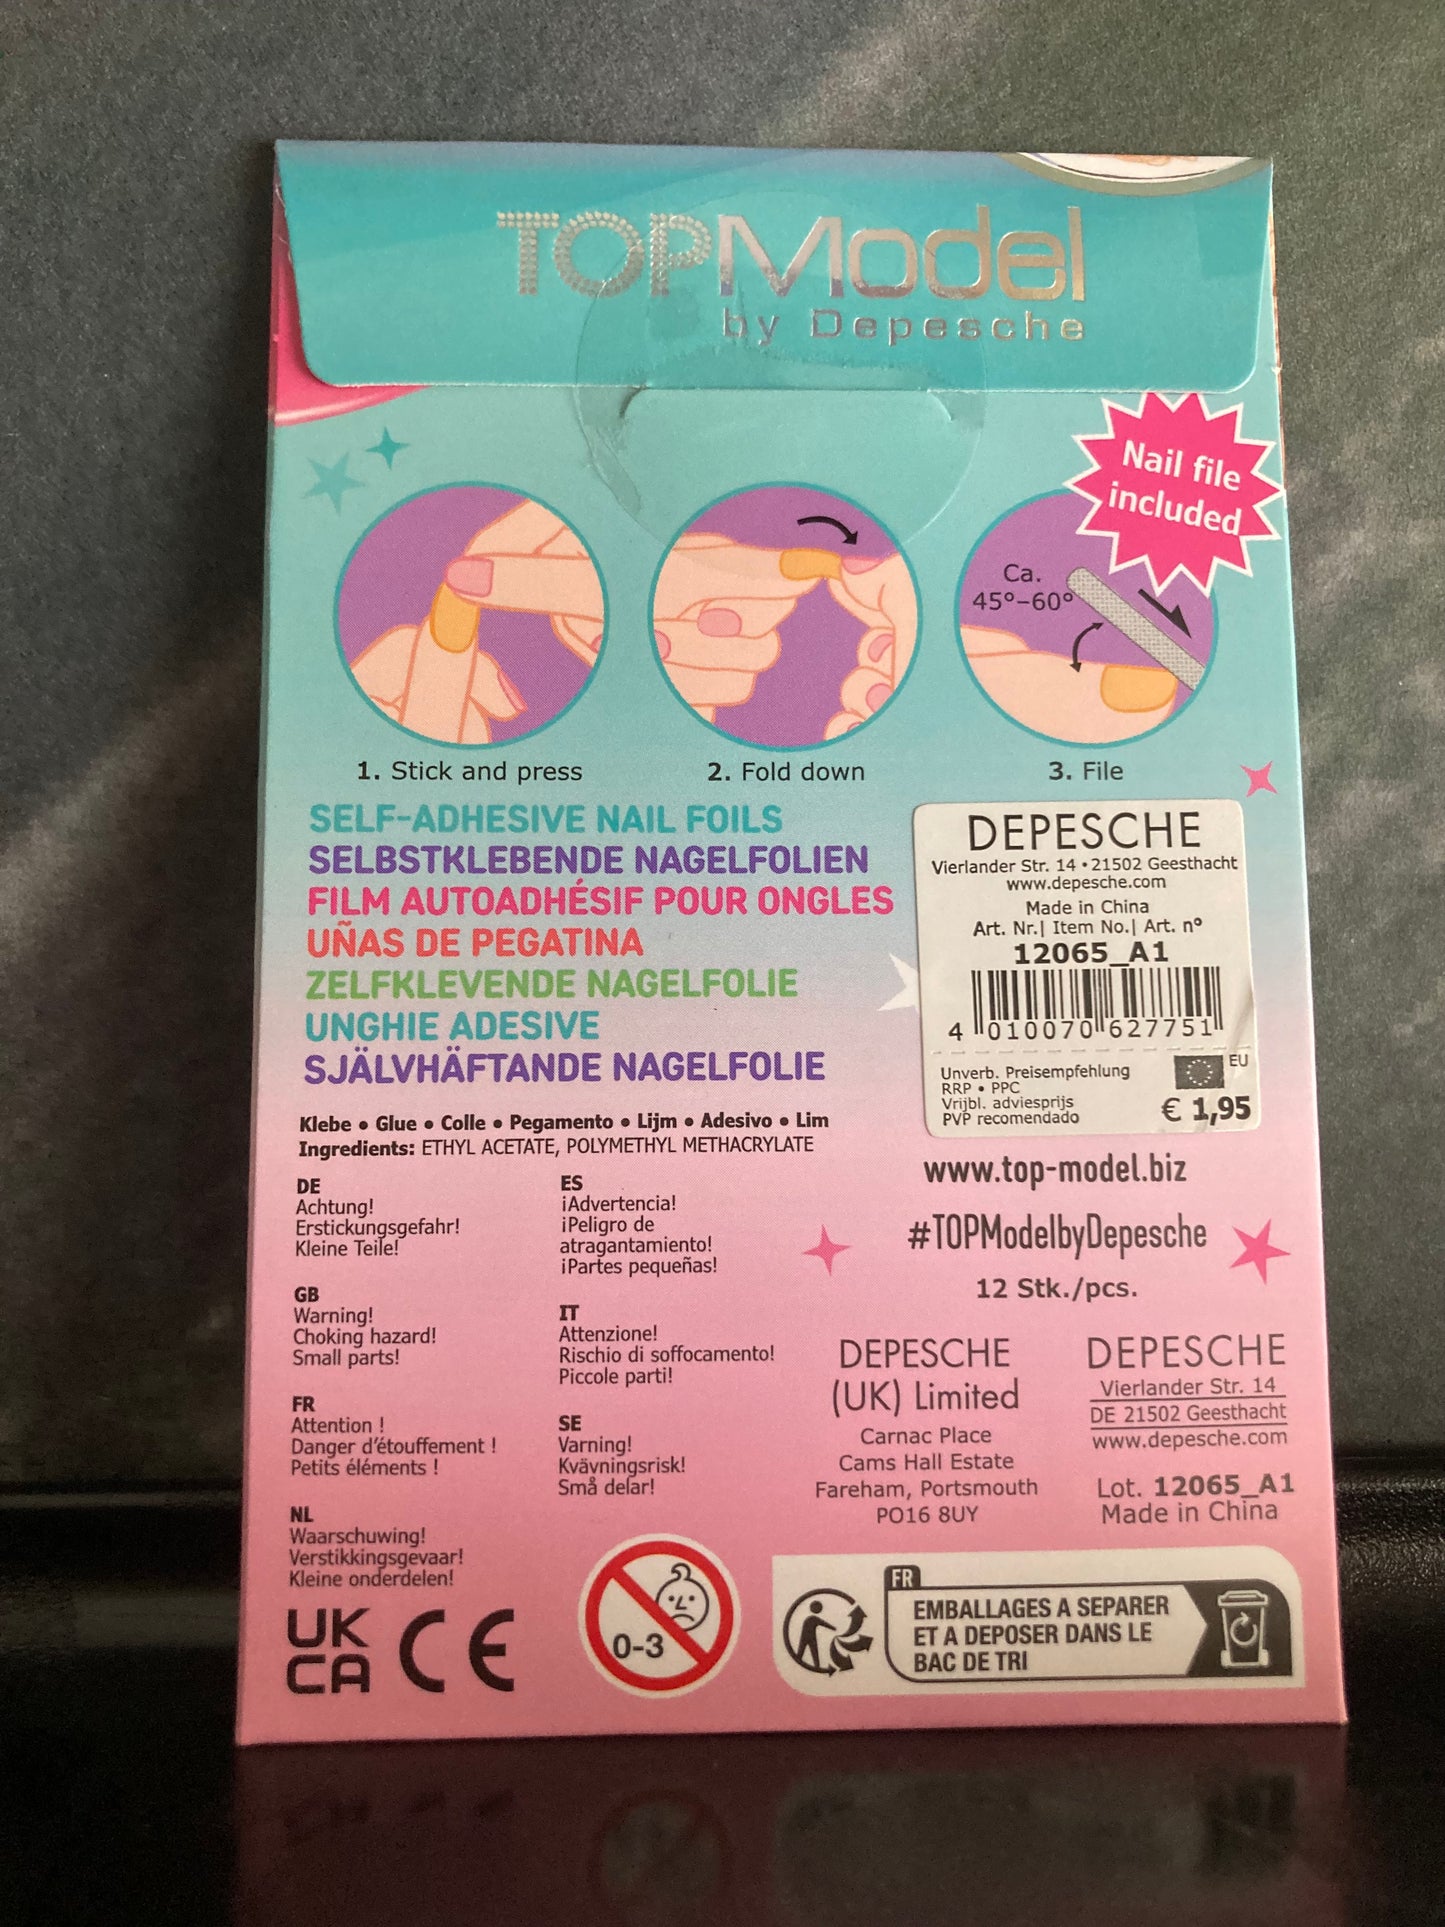 TOPModel
by Depesche
Nail file
included
Ca.
45°–60°
1. Stick and press
2. Fold down
3. File
SELF-ADHESIVE NAIL FOILS
SELBSTKLEBENDE NAGELFOLIEN
FILM AUTOADHÉSIF POUR ONGLES
UÑAS DE PEGATINA
ZELFKLEVENDE NAGELFOLIE
UNGHIE ADESIVE
SJÄLVHÄFTANDE NAGELFOLIE
DEPESCHE
Vierlander Str. 14 • 21502 Geesthacht
www.depesche.com
Made in China
Art. Nr.| Item No.| Art. nº
12065_A1
4 010070 627751
Unverb. Preisempfehlung
RRP • PPC
Vrijbl. adviesprijs
PVP recomendado
EU
€ 1,95
Klebe • Glue • Colle • Pegamento • Lijm • Adesivo • Lim
Ingredients: ETHYL ACETATE, POLYMETHYL METHACRYLATE
DE
Achtung!
Erstickungsgefahr!
Kleine Teile!
GB
Warning!
Choking hazard!
Small parts!
FR
Attention !
Danger d'étouffement !
Petits éléments !
NL
Waarschuwing!
Verstikkingsgevaar!
Kleine onderdelen!
ES
¡Advertencia!
¡Peligro de
atragantamiento!
¡Partes pequeñas!
IT
Attenzione!
Rischio di soffocamento!
Piccole parti!
SE
Varning!
Kvävningsrisk!
Små delar!
www.top-model.biz
#TOPModelbyDepesche
12 Stk./pcs.
DEPESCHE
(UK) Limited
Carnac Place
Cams Hall Estate
Fareham, Portsmouth
PO16 8UY
DEPESCHE
Vierlander Str. 14
DE 21502 Geesthacht
www.depesche.com
Lot. 12065_A1
Made in China
UK
CA
CE
0-3
FR
EMBALLAGES A SEPARER
ET A DEPOSER DANS LE
BAC DE TRI